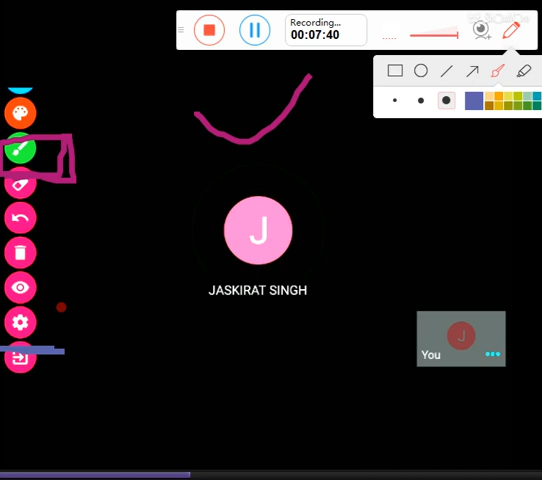 Recording...
00:07:40
J
JASKIRAT SINGH
J
You